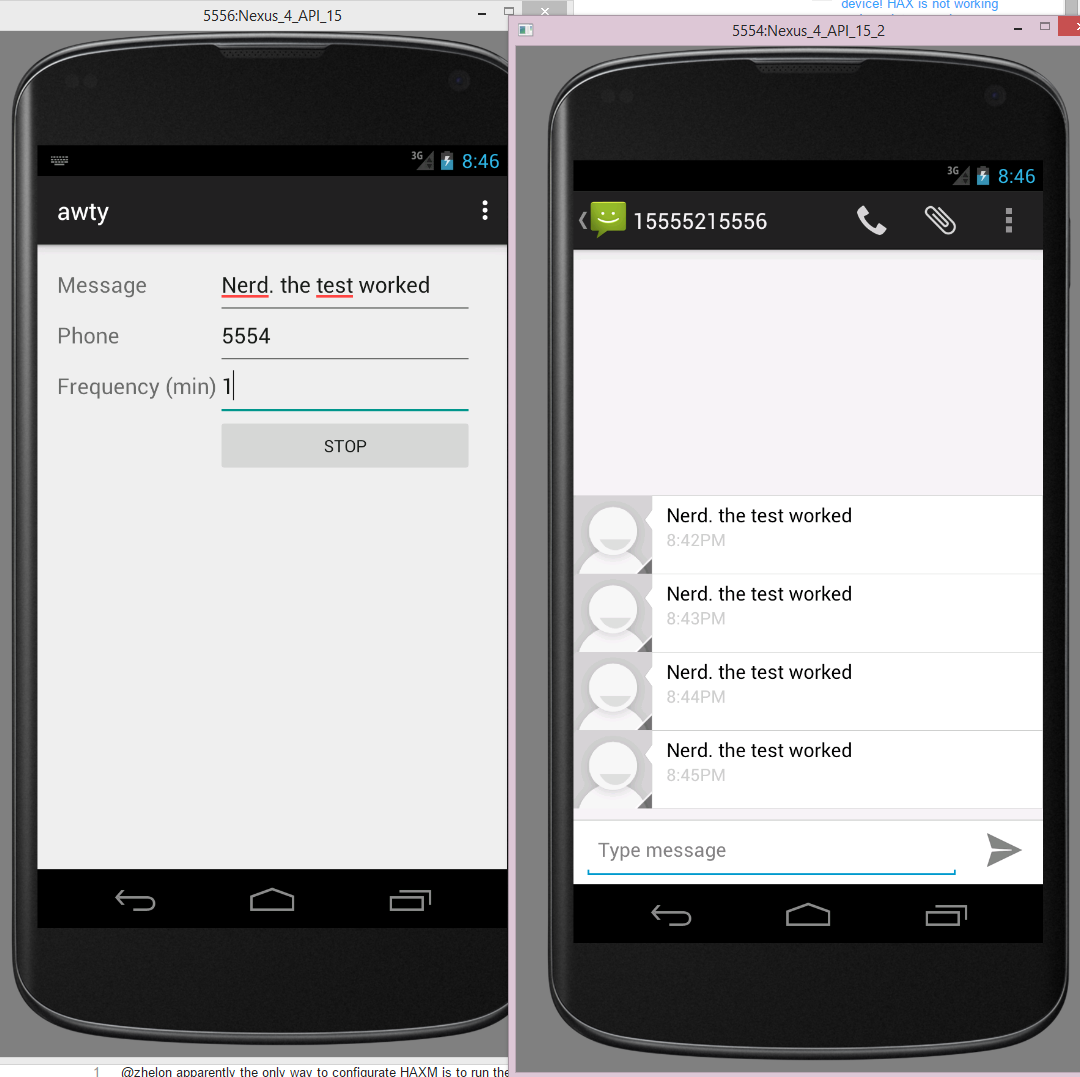 5556:Nexus_4_API_15
3G 8:46
awty
Message Nerd. the test worked
Phone 5554
Frequency (min) 1
STOP
1 @zhelon apparently the only way to configurate HAXM is to run the
device! HAX is not working
5554:Nexus_4_API_15_2
3G 8:46
15555215556
Nerd. the test worked
8:42PM
Nerd. the test worked
8:43PM
Nerd. the test worked
8:44PM
Nerd. the test worked
8:45PM
Type message